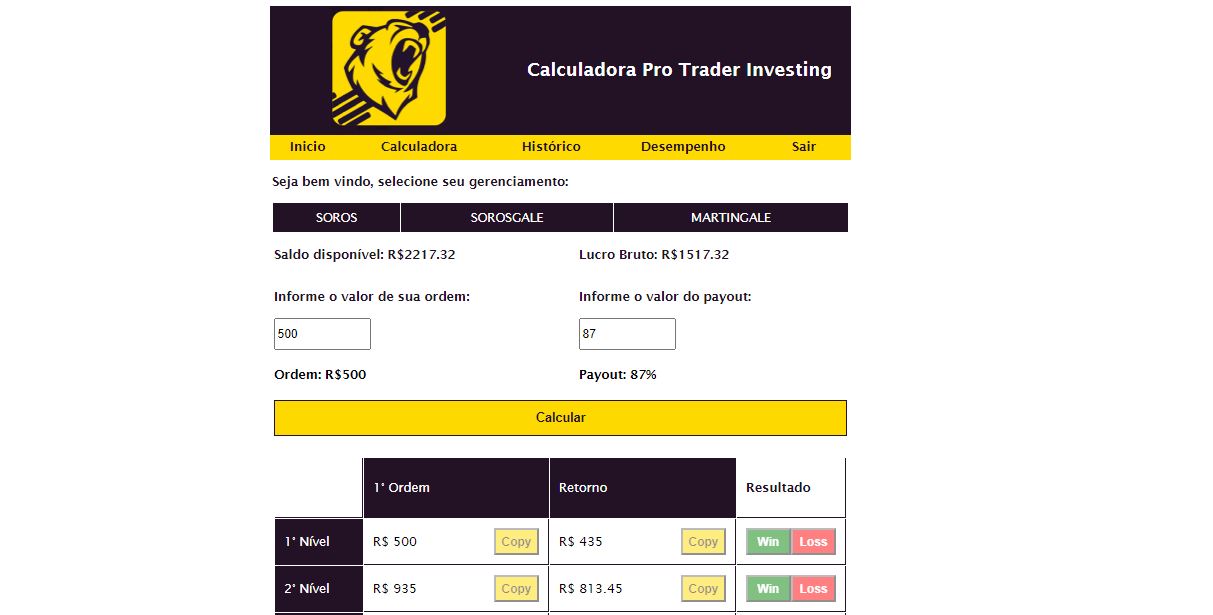 Calculadora Pro Trader Investing
Inicio Calculadora Histórico Desempenho Sair
Seja bem vindo, selecione seu gerenciamento:
SOROS SOROSGALE MARTINGALE
Saldo disponível: R$2217.32 Lucro Bruto: R$1517.32
Informe o valor de sua ordem: Informe o valor do payout:
500 87
Ordem: R$500 Payout: 87%
Calcular
1° Ordem Retorno Resultado
1° Nível R$ 500 Copy R$ 435 Copy Win Loss
2° Nível R$ 935 Copy R$ 813.45 Copy Win Loss